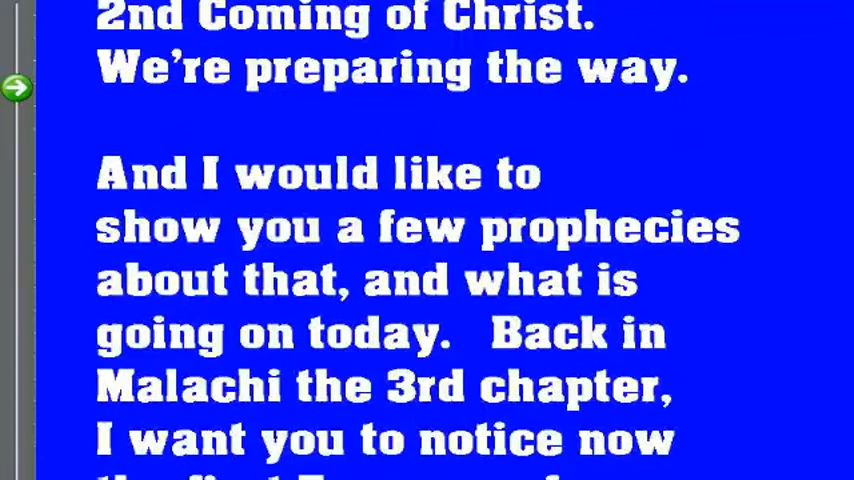 2nd Coming of Christ.
We're preparing the way.
And I would like to
show you a few prophecies
about that, and what is
going on today.   Back in
Malachi the 3rd chapter,
I want you to notice now